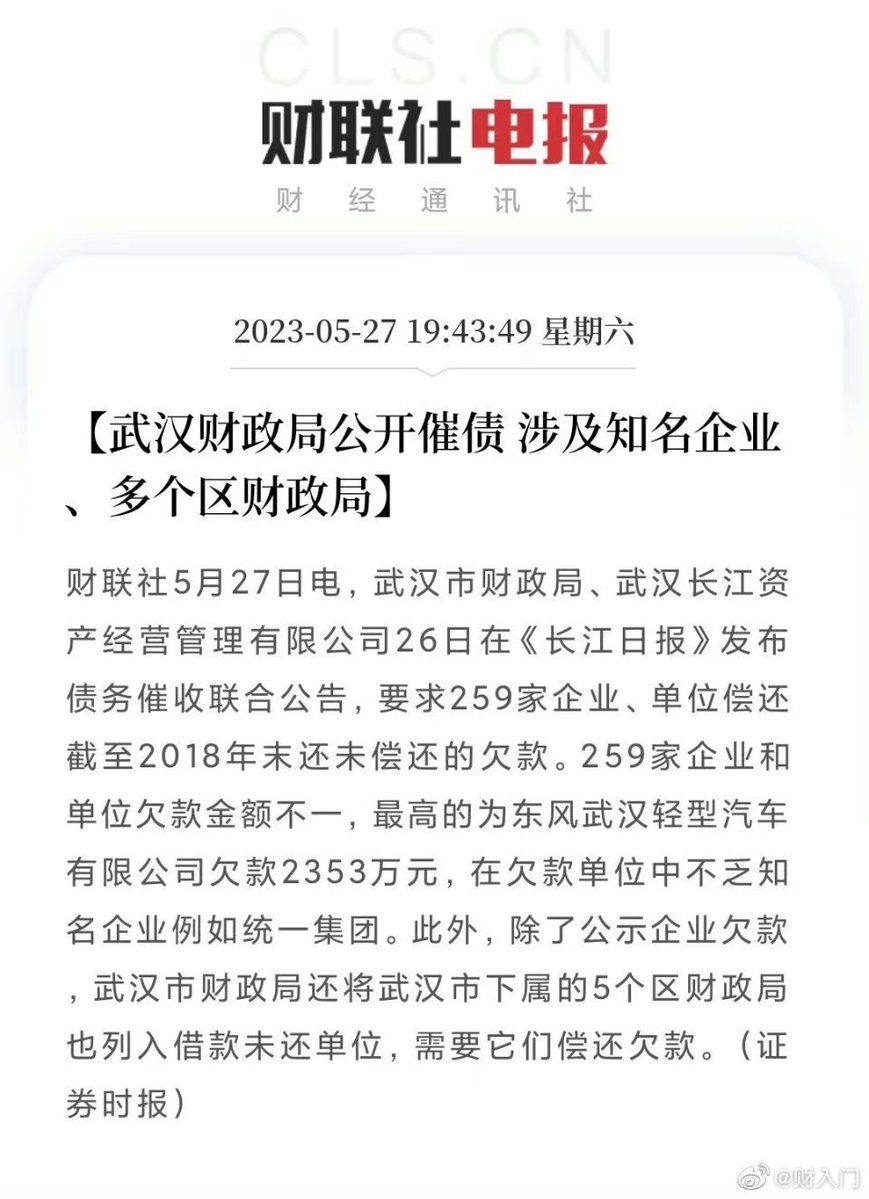 CLS.CN
财联社电报
财经通讯社
2023-05-27 19:43:49 星期六
【武汉财政局公开催债 涉及知名企业
、多个区财政局】
财联社5月27日电，武汉市财政局、武汉长江资
产经营管理有限公司26日在《长江日报》发布
债务催收联合公告，要求259家企业、单位偿还
截至2018年末还未偿还的欠款。259家企业和
单位欠款金额不一，最高的为东风武汉轻型汽车
有限公司欠款2353万元，在欠款单位中不乏知
名企业例如统一集团。此外，除了公示企业欠款
，武汉市财政局还将武汉市下属的5个区财政局
也列入借款未还单位，需要它们偿还欠款。（证
券时报）
@财入门